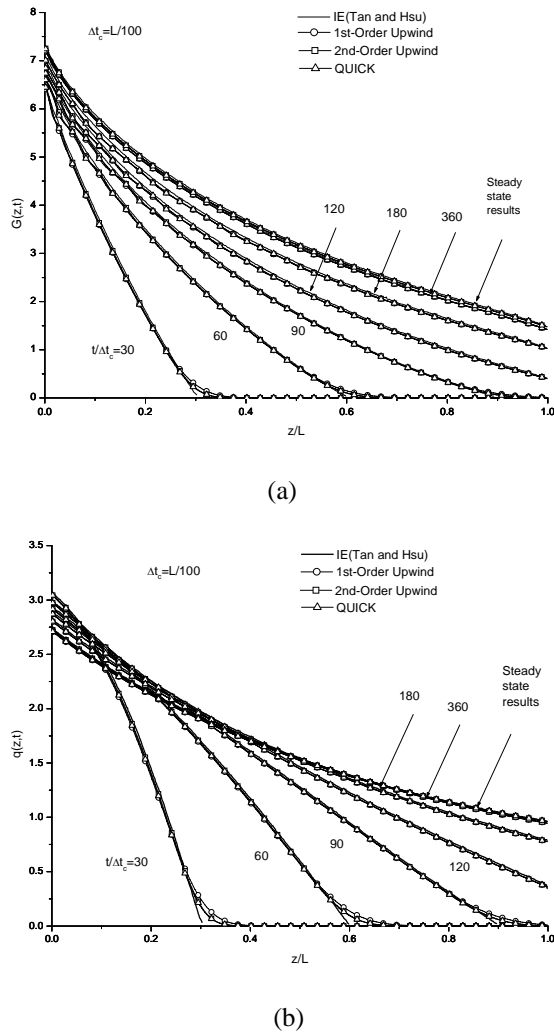 8
7
6
5
4
3
2
1
0
G(z,t)
Δt_c=L/100
IE(Tan and Hsu)
1st-Order Upwind
2nd-Order Upwind
QUICK
Steady
state
results
120
180
360
t/Δt_c=30
60
90
0.0 0.2 0.4 0.6 0.8 1.0
z/L
(a)
3.5
3.0
2.5
2.0
1.5
1.0
0.5
0.0
q(z,t)
Δt_c=L/100
IE(Tan and Hsu)
1st-Order Upwind
2nd-Order Upwind
QUICK
Steady
state
results
180
360
t/Δt_c=30
60
90
120
0.0 0.2 0.4 0.6 0.8 1.0
z/L
(b)